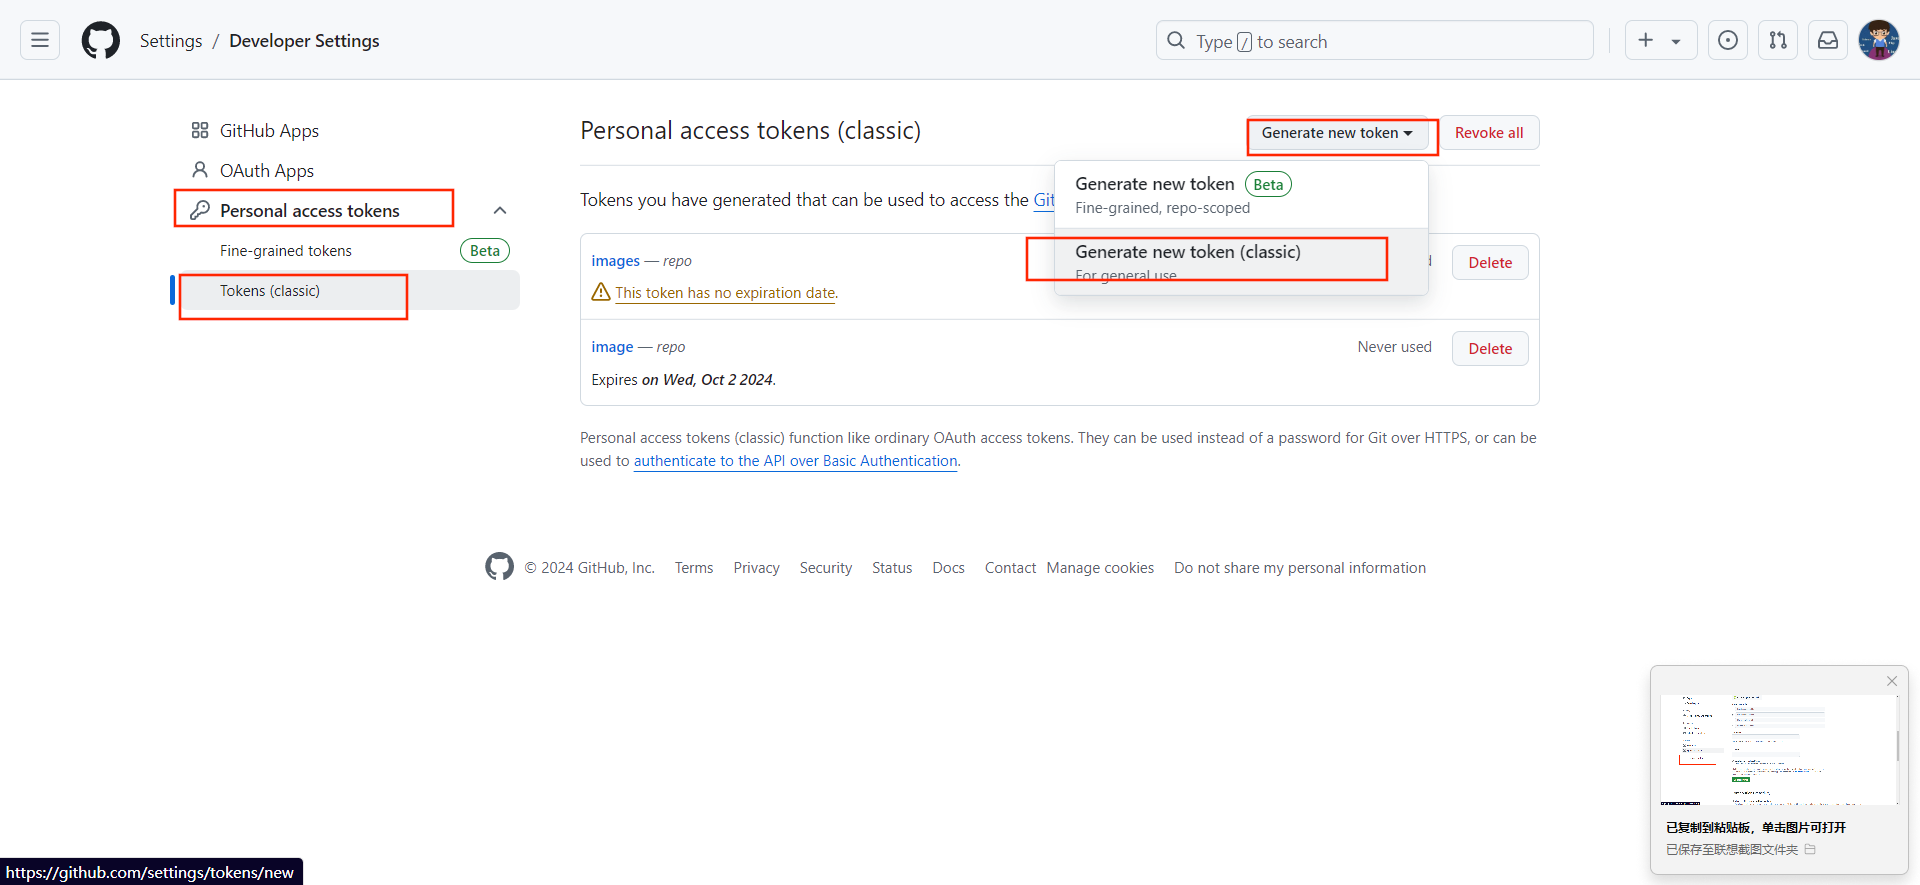 Settings / Developer Settings
Type / to search
GitHub Apps
OAuth Apps
Personal access tokens
Fine-grained tokens Beta
Tokens (classic)
Personal access tokens (classic)
Generate new token
Revoke all
Generate new token Beta
Fine-grained, repo-scoped
Generate new token (classic)
For general use
Tokens you have generated that can be used to access the Git
images — repo
Delete
This token has no expiration date.
image — repo
Never used
Delete
Expires on Wed, Oct 2 2024.
Personal access tokens (classic) function like ordinary OAuth access tokens. They can be used instead of a password for Git over HTTPS, or can be
used to authenticate to the API over Basic Authentication.
© 2024 GitHub, Inc. Terms Privacy Security Status Docs Contact Manage cookies Do not share my personal information
已复制到粘贴板，单击图片可打开
已保存至联想截图文件夹
https://github.com/settings/tokens/new